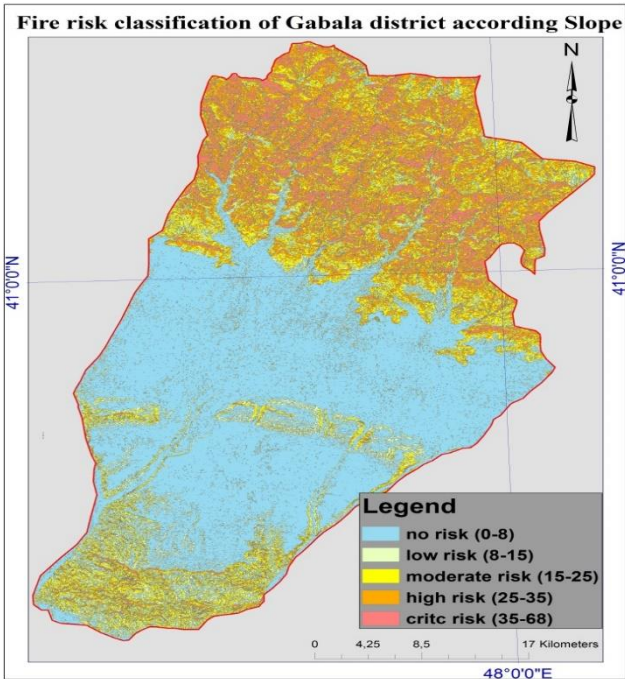 Fire risk classification of Gabala district according Slope
N
41°0'0"N
41°0'0"N
Legend
no risk (0-8)
low risk (8-15)
moderate risk (15-25)
high risk (25-35)
critc risk (35-68)
0 4,25 8,5 17 Kilometers
48°0'0"E